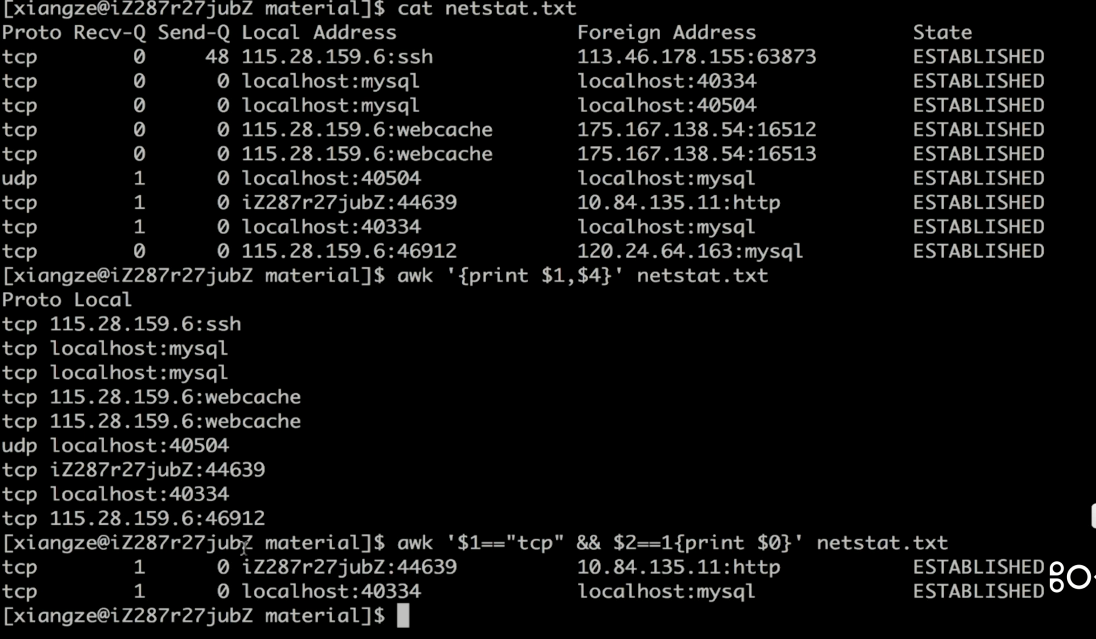 [xiangze@iZ287r27jubZ material]$ cat netstat.txt
Proto Recv-Q Send-Q Local Address               Foreign Address             State
tcp        0     48 115.28.159.6:ssh            113.46.178.155:63873        ESTABLISHED
tcp        0      0 localhost:mysql             localhost:40334             ESTABLISHED
tcp        0      0 localhost:mysql             localhost:40504             ESTABLISHED
tcp        0      0 115.28.159.6:webcache       175.167.138.54:16512        ESTABLISHED
tcp        0      0 115.28.159.6:webcache       175.167.138.54:16513        ESTABLISHED
udp        1      0 localhost:40504             localhost:mysql             ESTABLISHED
tcp        1      0 iZ287r27jubZ:44639          10.84.135.11:http           ESTABLISHED
tcp        1      0 localhost:40334             localhost:mysql             ESTABLISHED
tcp        0      0 115.28.159.6:46912          120.24.64.163:mysql         ESTABLISHED
[xiangze@iZ287r27jubZ material]$ awk '{print $1,$4}' netstat.txt
Proto Local
tcp 115.28.159.6:ssh
tcp localhost:mysql
tcp localhost:mysql
tcp 115.28.159.6:webcache
tcp 115.28.159.6:webcache
udp localhost:40504
tcp iZ287r27jubZ:44639
tcp localhost:40334
tcp 115.28.159.6:46912
[xiangze@iZ287r27jubZ material]$ awk '$1=="tcp" && $2==1{print $0}' netstat.txt
tcp        1      0 iZ287r27jubZ:44639          10.84.135.11:http           ESTABLISHED
tcp        1      0 localhost:40334             localhost:mysql             ESTABLISHED
[xiangze@iZ287r27jubZ material]$